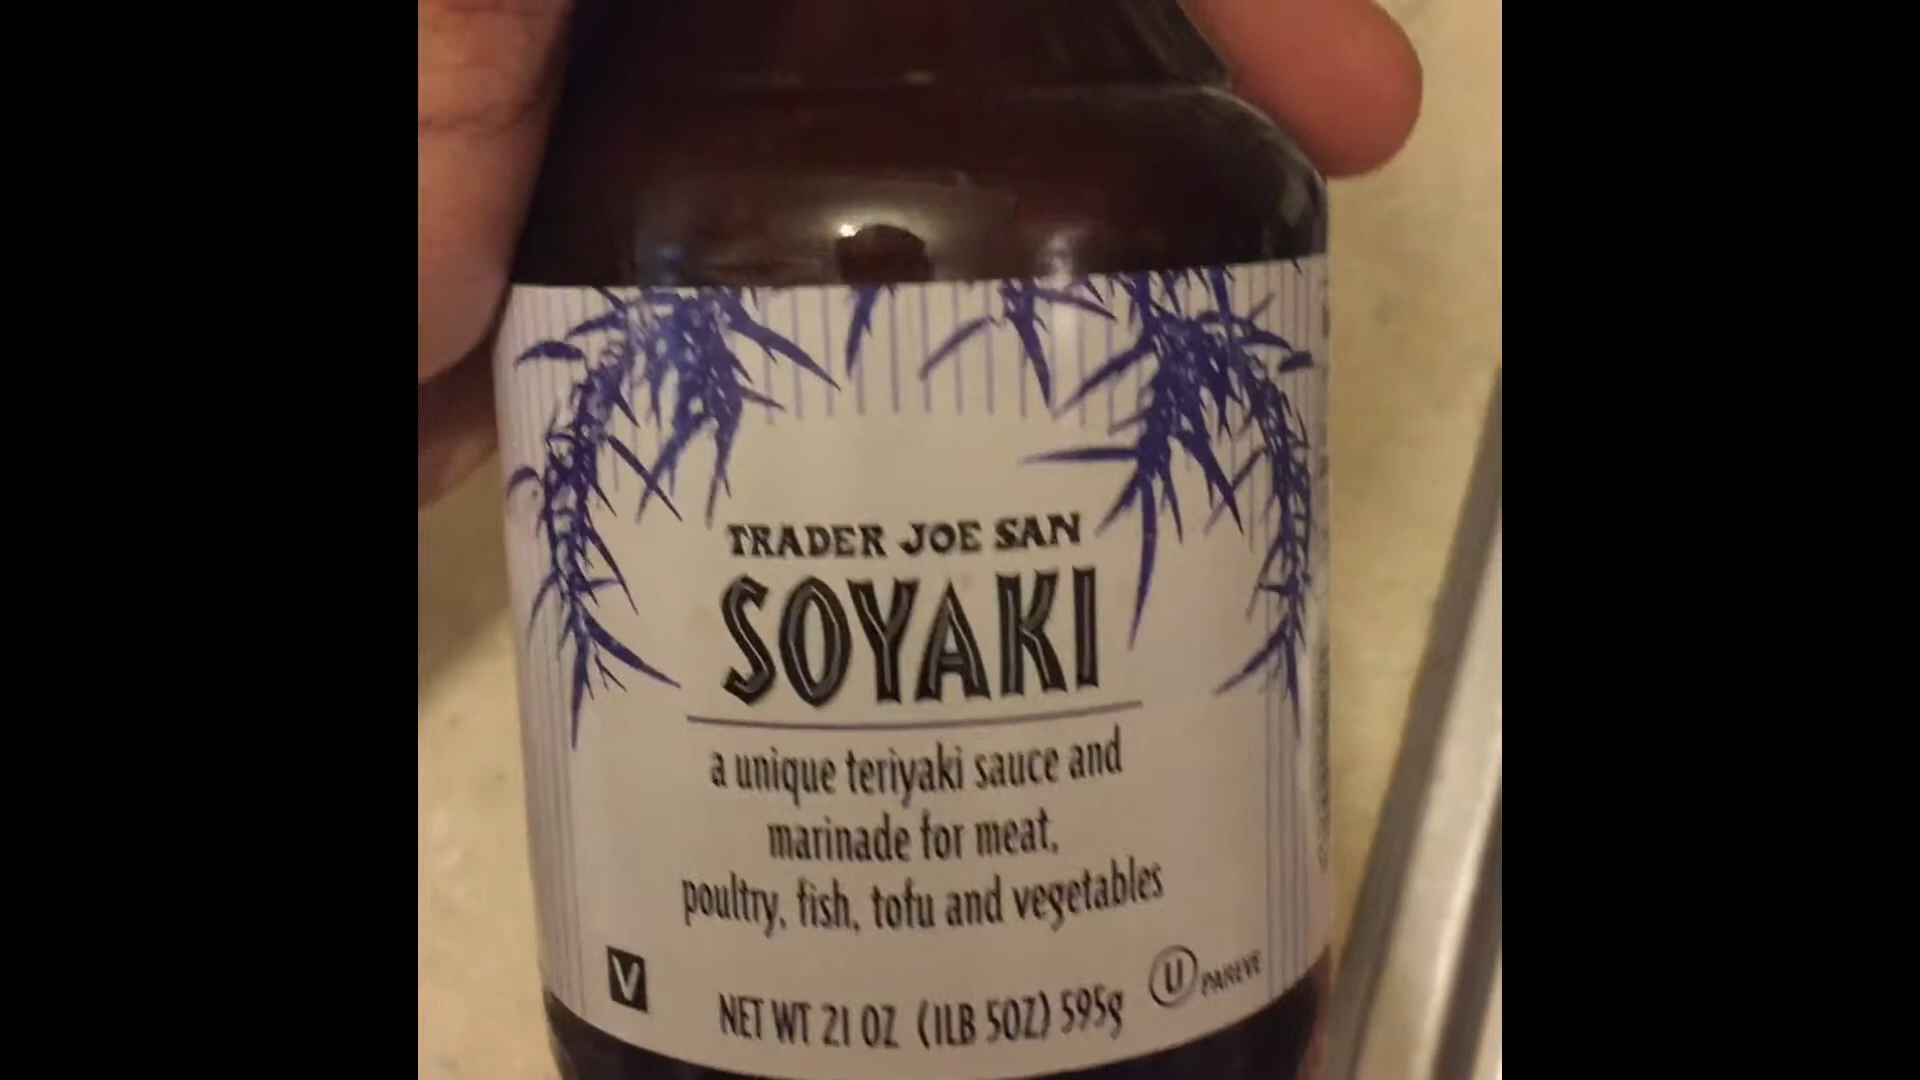 TRADER JOE SAN
SOYAKI
a unique teriyaki sauce and
marinade for meat,
poultry, fish, tofu and vegetables
V
U PAREVE
NET WT 21 OZ (1LB 5OZ) 595g